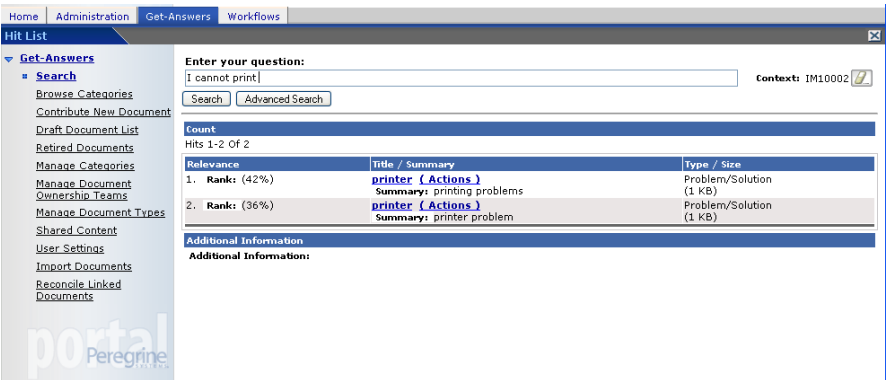 Home Administration Get-Answers Workflows
Hit List
Get-Answers
Search
Browse Categories
Contribute New Document
Draft Document List
Retired Documents
Manage Categories
Manage Document
Ownership Teams
Manage Document Types
Shared Content
User Settings
Import Documents
Reconcile Linked
Documents
portal
Peregrine
Enter your question:
I cannot print
Context: IM10002
Search Advanced Search
Count
Hits 1-2 Of 2
Relevance Title / Summary Type / Size
1. Rank: (42%) printer ( Actions ) Problem/Solution
Summary: printing problems (1 KB)
2. Rank: (36%) printer ( Actions ) Problem/Solution
Summary: printer problem (1 KB)
Additional Information
Additional Information: